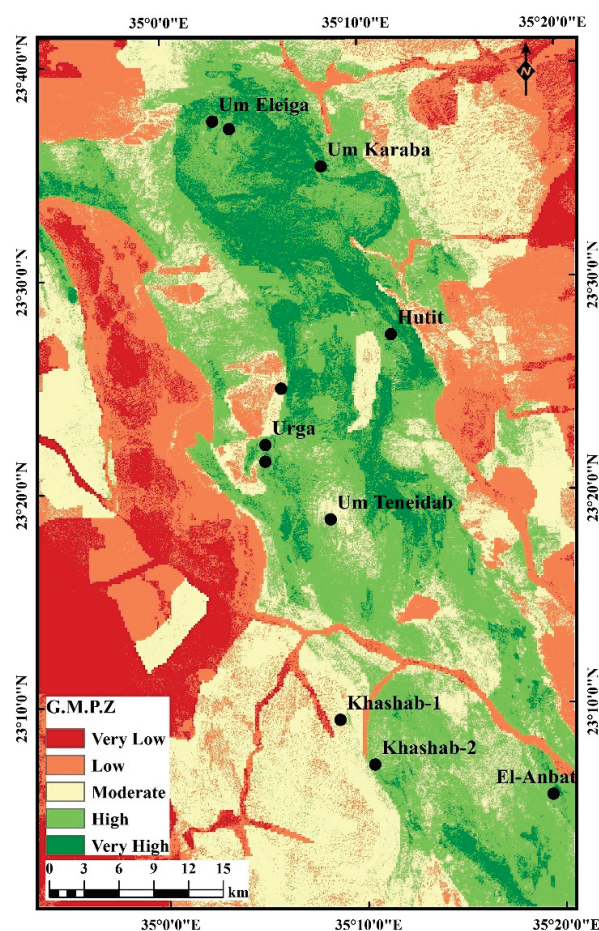 35°0'0"E 35°10'0"E 35°20'0"E
23°40'0"N 23°40'0"N
N
Um Eleiga
Um Karaba
23°30'0"N 23°30'0"N
Hutit
Urga
23°20'0"N 23°20'0"N
Um Teneidab
23°10'0"N 23°10'0"N
Khashab-1
Khashab-2
El-Anbat
G.M.P.Z
Very Low
Low
Moderate
High
Very High
0 3 6 9 12 15
km
35°0'0"E 35°10'0"E 35°20'0"E